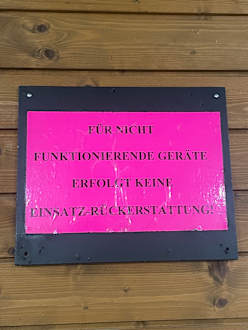 FÜR NICHT
FUNKTIONIERENDE GERÄTE
ERFOLGT KEINE
EINSATZ-RÜCKERSTATTUNG!